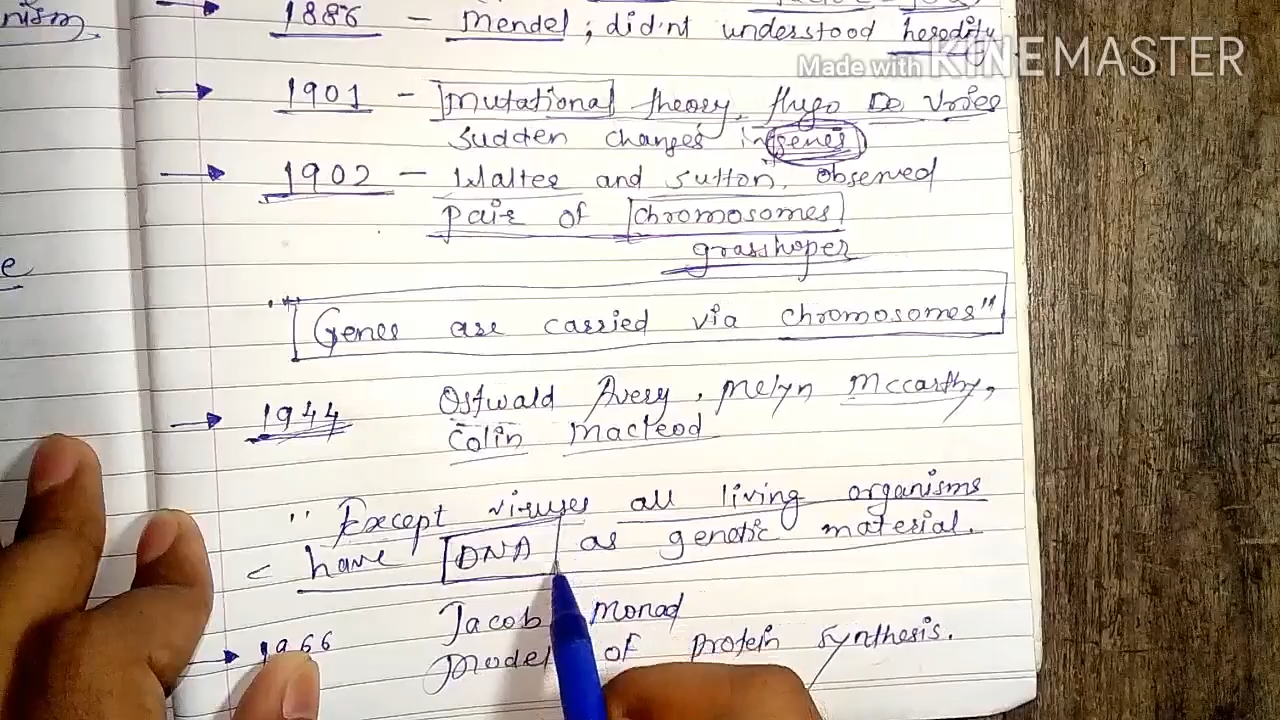 1886 - Mendel ; did'nt understood heredity
Made with KINEMASTER
1901 - Mutational theory, Hugo De Vries
sudden changes in genes
1902 - Walter and Sutton, observed
pair of chromosomes
grasshoper
Genes are carried via chromosomes"
1944 Ostwald Avery, Melyn Mccarthy,
Colin Macleod
" Except viruses all living organisms
< have DNA as genetic material.
Jacob Monad
1966 Model of Protein synthesis.
e